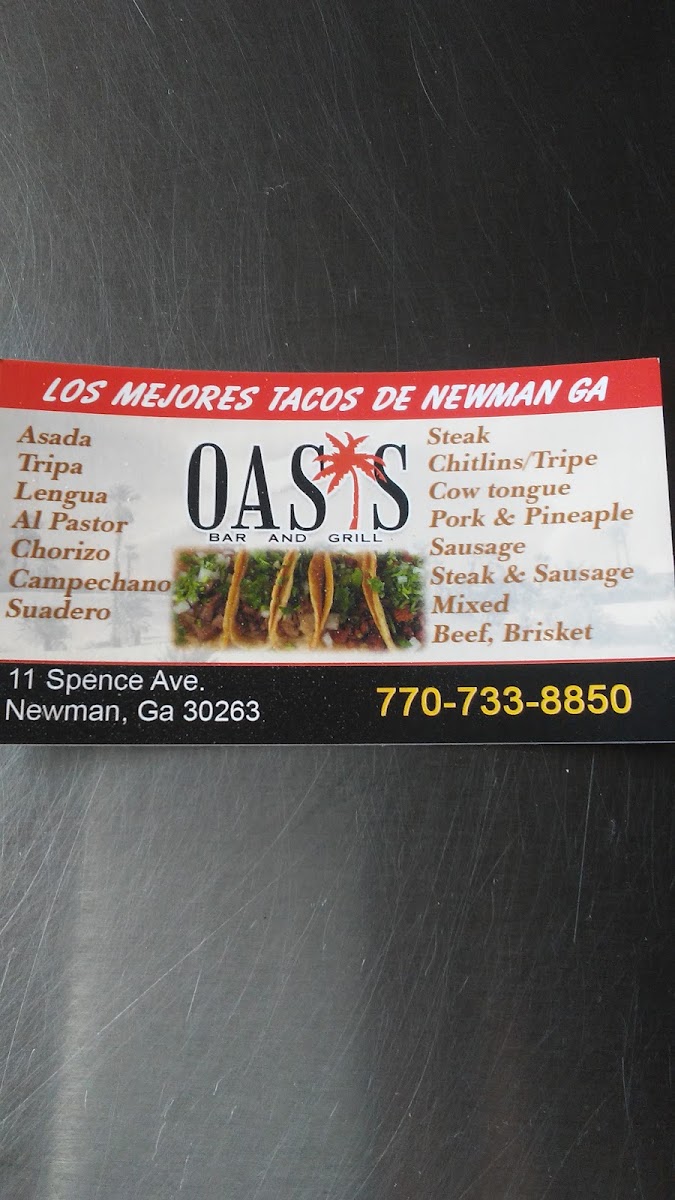 LOS MEJORES TACOS DE NEWMAN GA
Asada
Tripa
Lengua
Al Pastor
Chorizo
Campechano
Suadero
OASIS
BAR AND GRILL
Steak
Chitlins/Tripe
Cow tongue
Pork & Pineaple
Sausage
Steak & Sausage
Mixed
Beef, Brisket
11 Spence Ave.
Newman, Ga 30263
770-733-8850